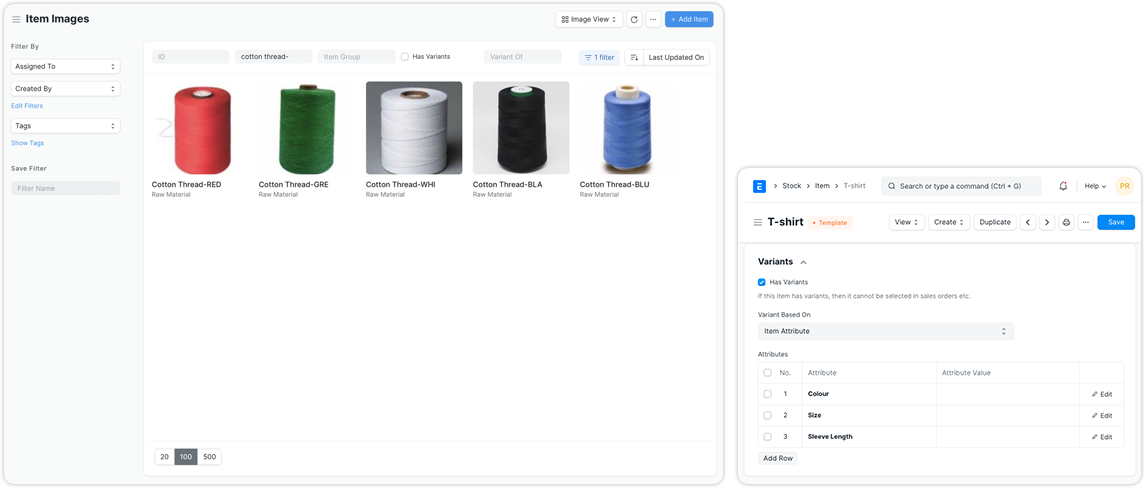 Item Images
Image View
...
+ Add Item
Filter By
Assigned To
Created By
Edit Filters
Tags
Show Tags
Save Filter
Filter Name
ID
cotton thread-
Item Group
Has Variants
Variant Of
1 filter
Last Updated On
Cotton Thread-RED
Raw Material
Cotton Thread-GRE
Raw Material
Cotton Thread-WHI
Raw Material
Cotton Thread-BLA
Raw Material
Cotton Thread-BLU
Raw Material
20 100 500
E > Stock > Item > T-shirt
Search or type a command (Ctrl + G)
Help
PR
T-shirt
• Template
View
Create
Duplicate
...
Save
Variants
Has Variants
If this item has variants, then it cannot be selected in sales orders etc.
Variant Based On
Item Attribute
Attributes
No. Attribute Attribute Value
1 Colour Edit
2 Size Edit
3 Sleeve Length Edit
Add Row